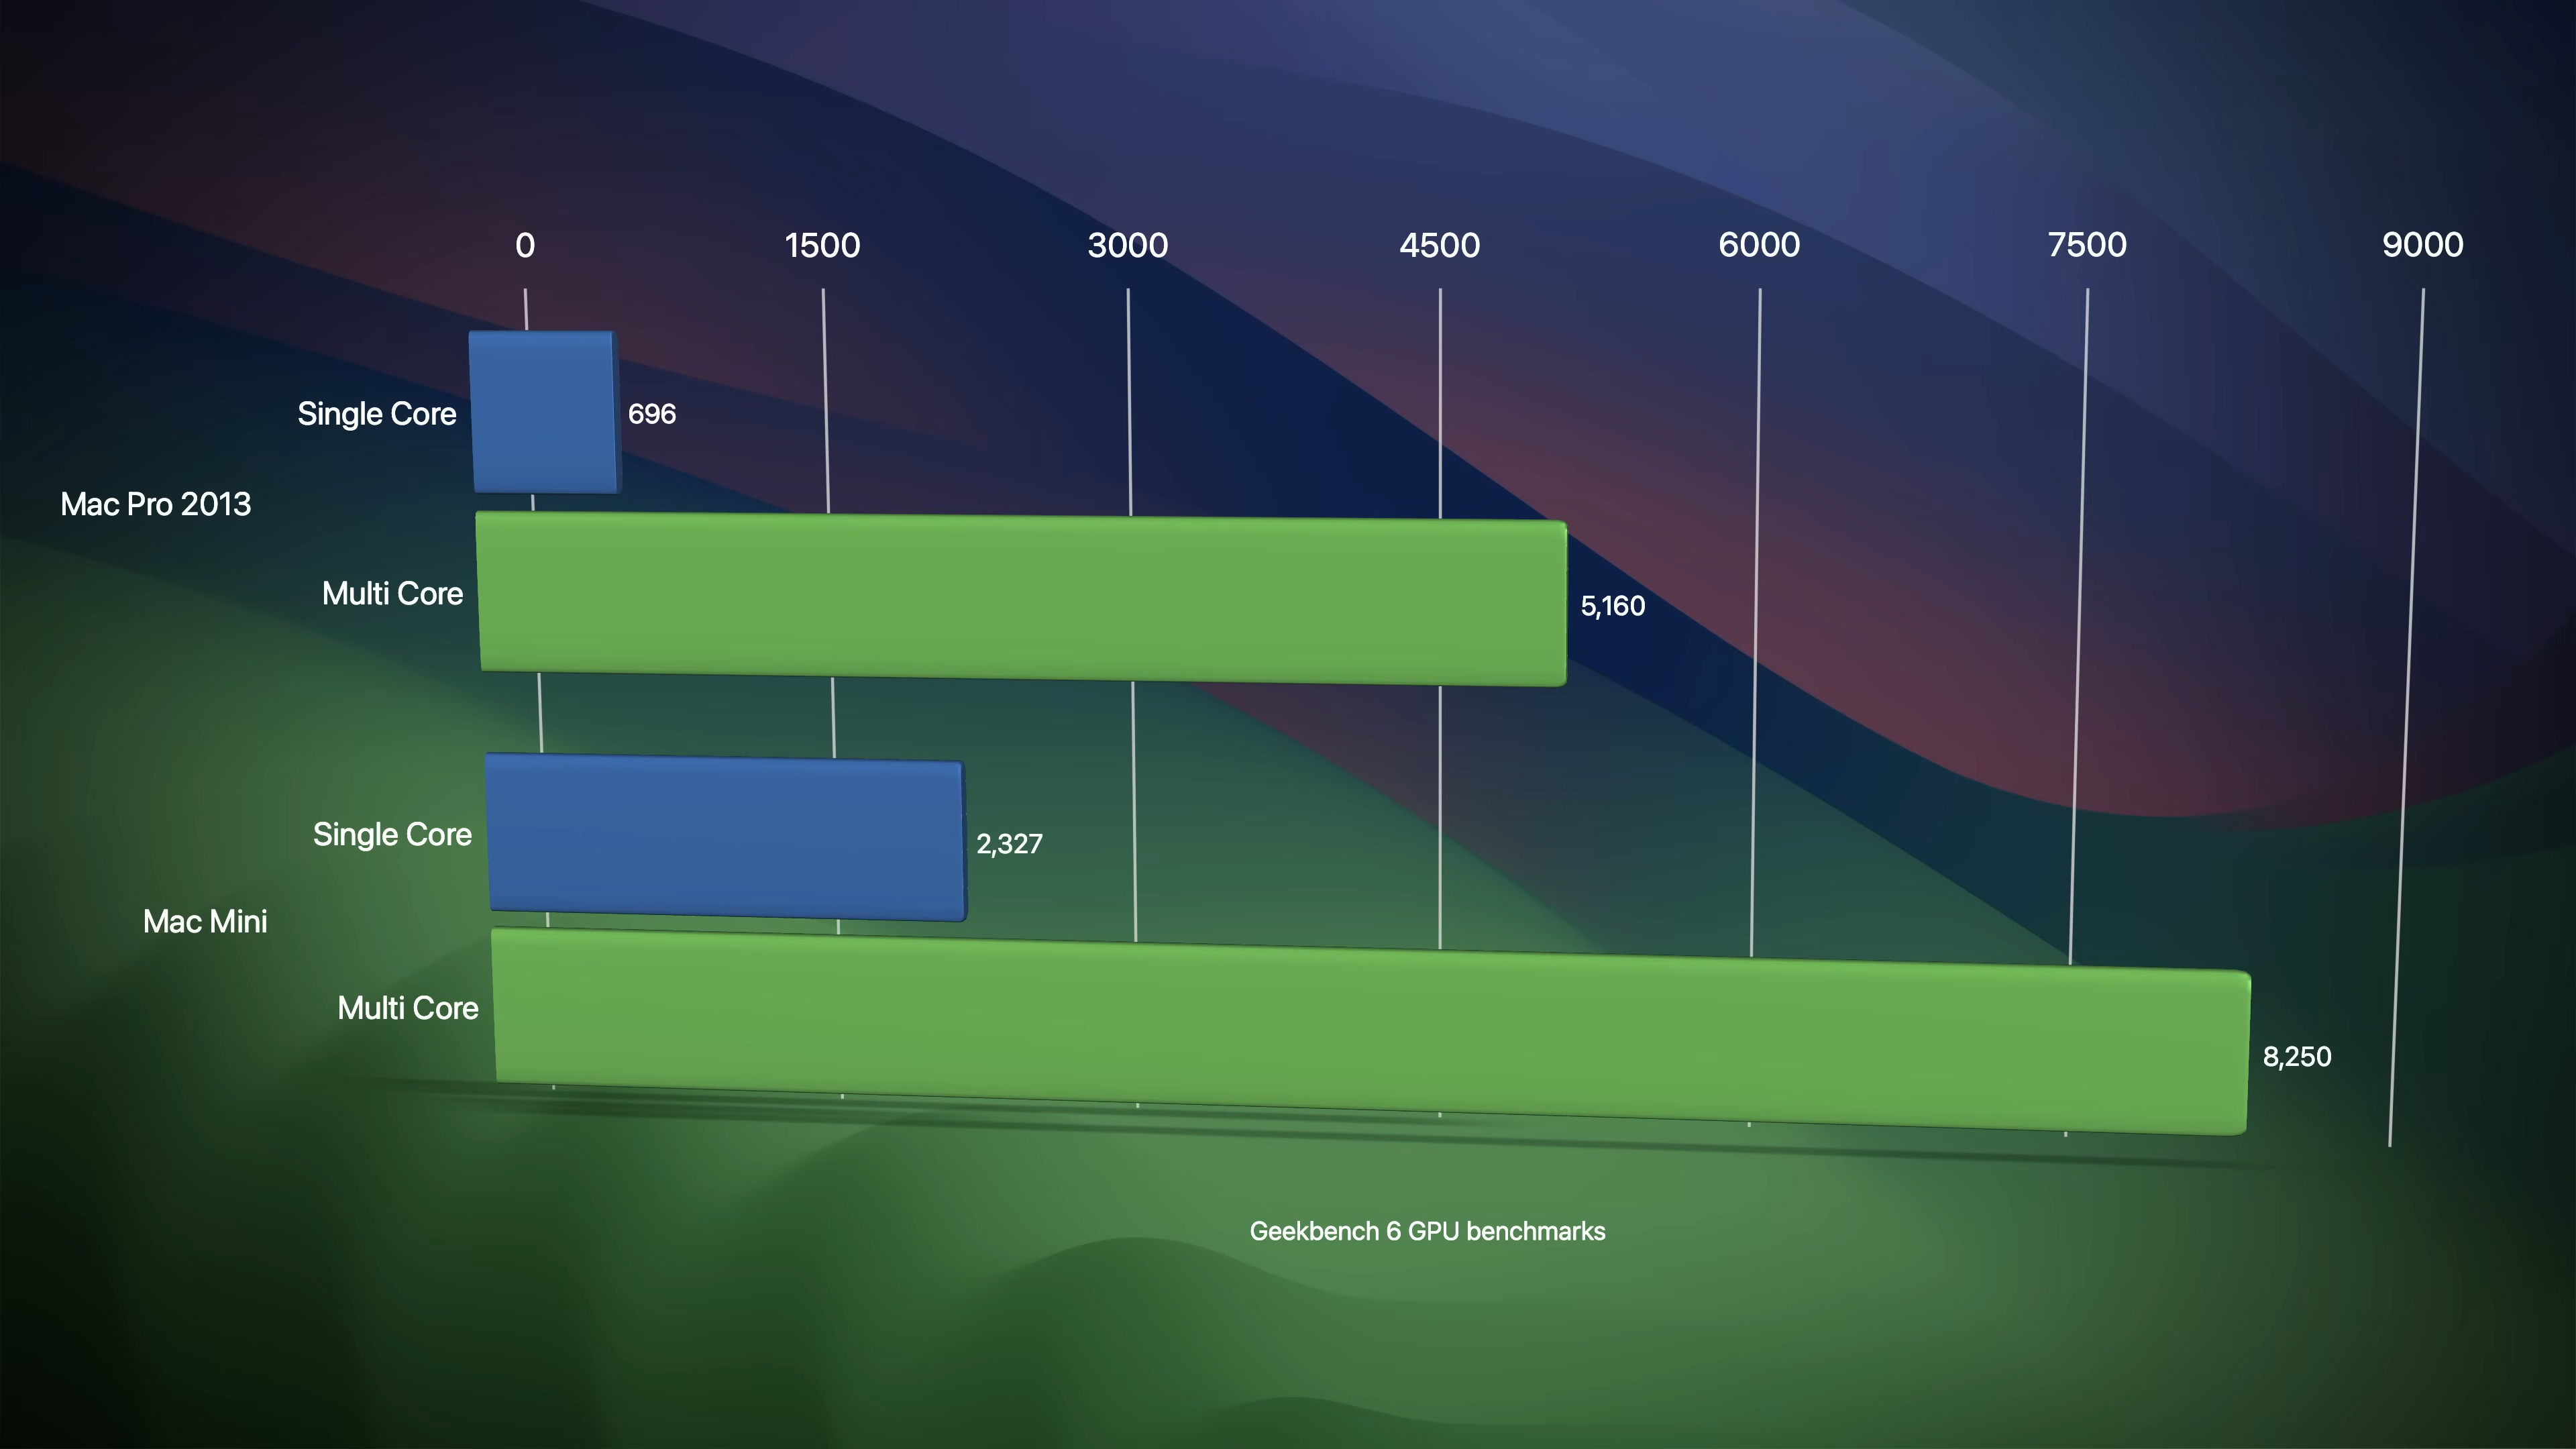 0 1500 3000 4500 6000 7500 9000
Single Core 696
Mac Pro 2013
Multi Core 5,160
Single Core 2,327
Mac Mini
Multi Core 8,250
Geekbench 6 GPU benchmarks